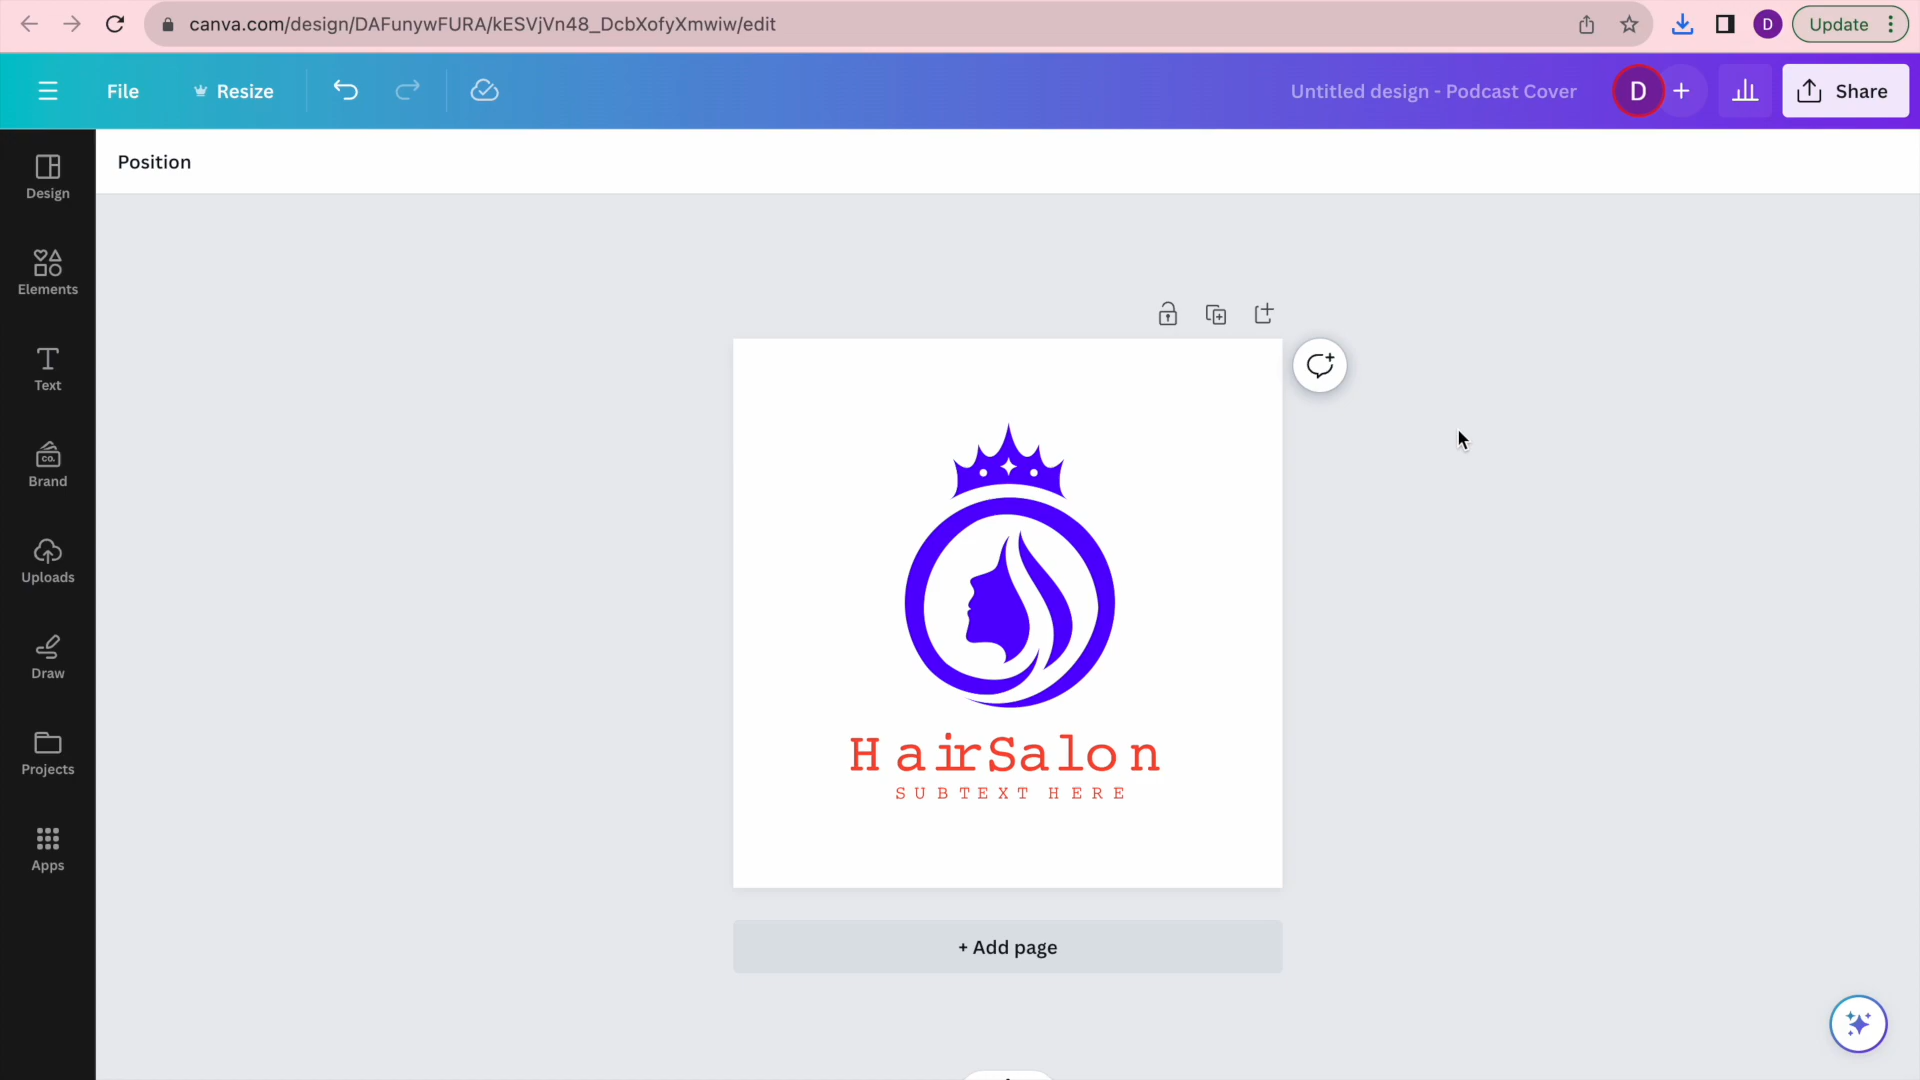 canva.com/design/DAFunywFURA/kESVjVn48_DcbXofyXmwiw/edit
D
Update
File
Resize
Untitled design - Podcast Cover
D
+
Share
Position
Design
Elements
Text
CO.
Brand
Uploads
Draw
Projects
Apps
HairSalon
SUBTEXT HERE
+ Add page